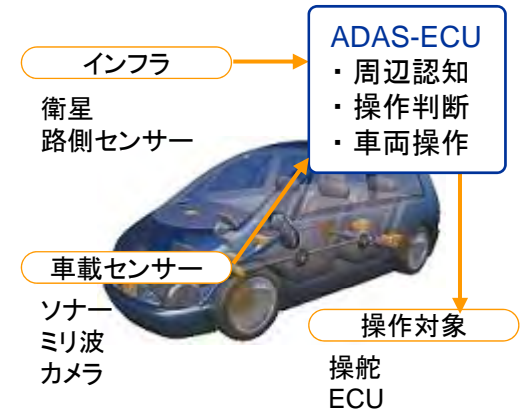 ADAS-ECU
・周辺認知
・操作判断
・車両操作
インフラ
衛星
路側センサー
車載センサー
ソナー
ミリ波
カメラ
操作対象
操舵
ECU